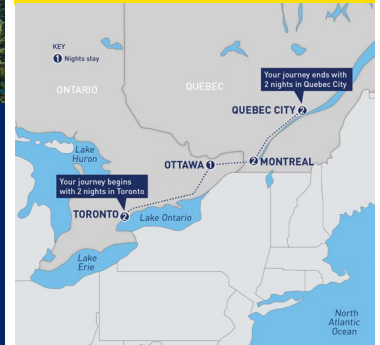 KEY
1 Nights stay
ONTARIO
QUEBEC
Your journey ends with
2 nights in Quebec City
QUEBEC CITY 2
OTTAWA 1
2 MONTREAL
Lake
Huron
Your journey begins
with 2 nights in Toronto
TORONTO 2
Lake Ontario
Lake
Erie
North
Atlantic
Ocean